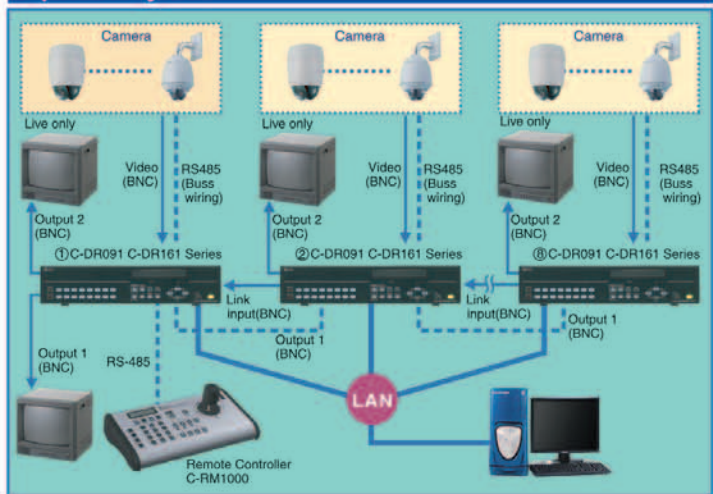 Camera
Camera
Camera
Live only
Live only
Live only
Video
(BNC)
RS485
(Buss
wiring)
Video
(BNC)
RS485
(Buss
wiring)
Video
(BNC)
RS485
(Buss
wiring)
Output 2
(BNC)
Output 2
(BNC)
Output 2
(BNC)
①C-DR091 C-DR161 Series
②C-DR091 C-DR161 Series
⑧C-DR091 C-DR161 Series
Link
input(BNC)
Link
input(BNC)
Output 1
(BNC)
Output 1
(BNC)
Output 1
(BNC)
RS-485
LAN
Remote Controller
C-RM1000